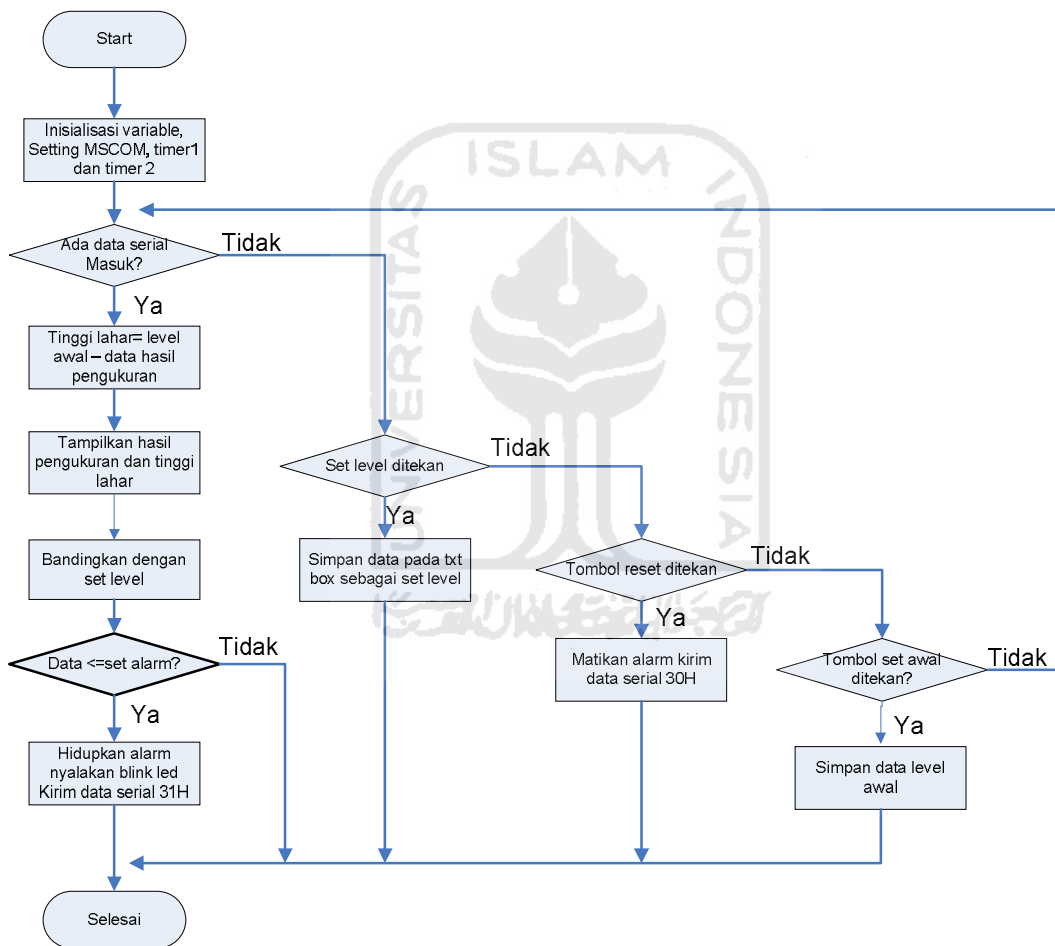 Start
Inisialisasi variable,
Setting MSCOM, timer1
dan timer 2
Ada data serial
Masuk?
Tidak
Ya
Tinggi lahar= level
awal – data hasil
pengukuran
Tampilkan hasil
pengukuran dan tinggi
lahar
Bandingkan dengan
set level
Data <=set alarm?
Tidak
Ya
Hidupkan alarm
nyalakan blink led
Kirim data serial 31H
Selesai
Set level ditekan
Tidak
Ya
Simpan data pada txt
box sebagai set level
Tombol reset ditekan
Tidak
Ya
Matikan alarm kirim
data serial 30H
Tombol set awal
ditekan?
Tidak
Ya
Simpan data level
awal
UNIVERSITAS
ISLAM
INDONESIA